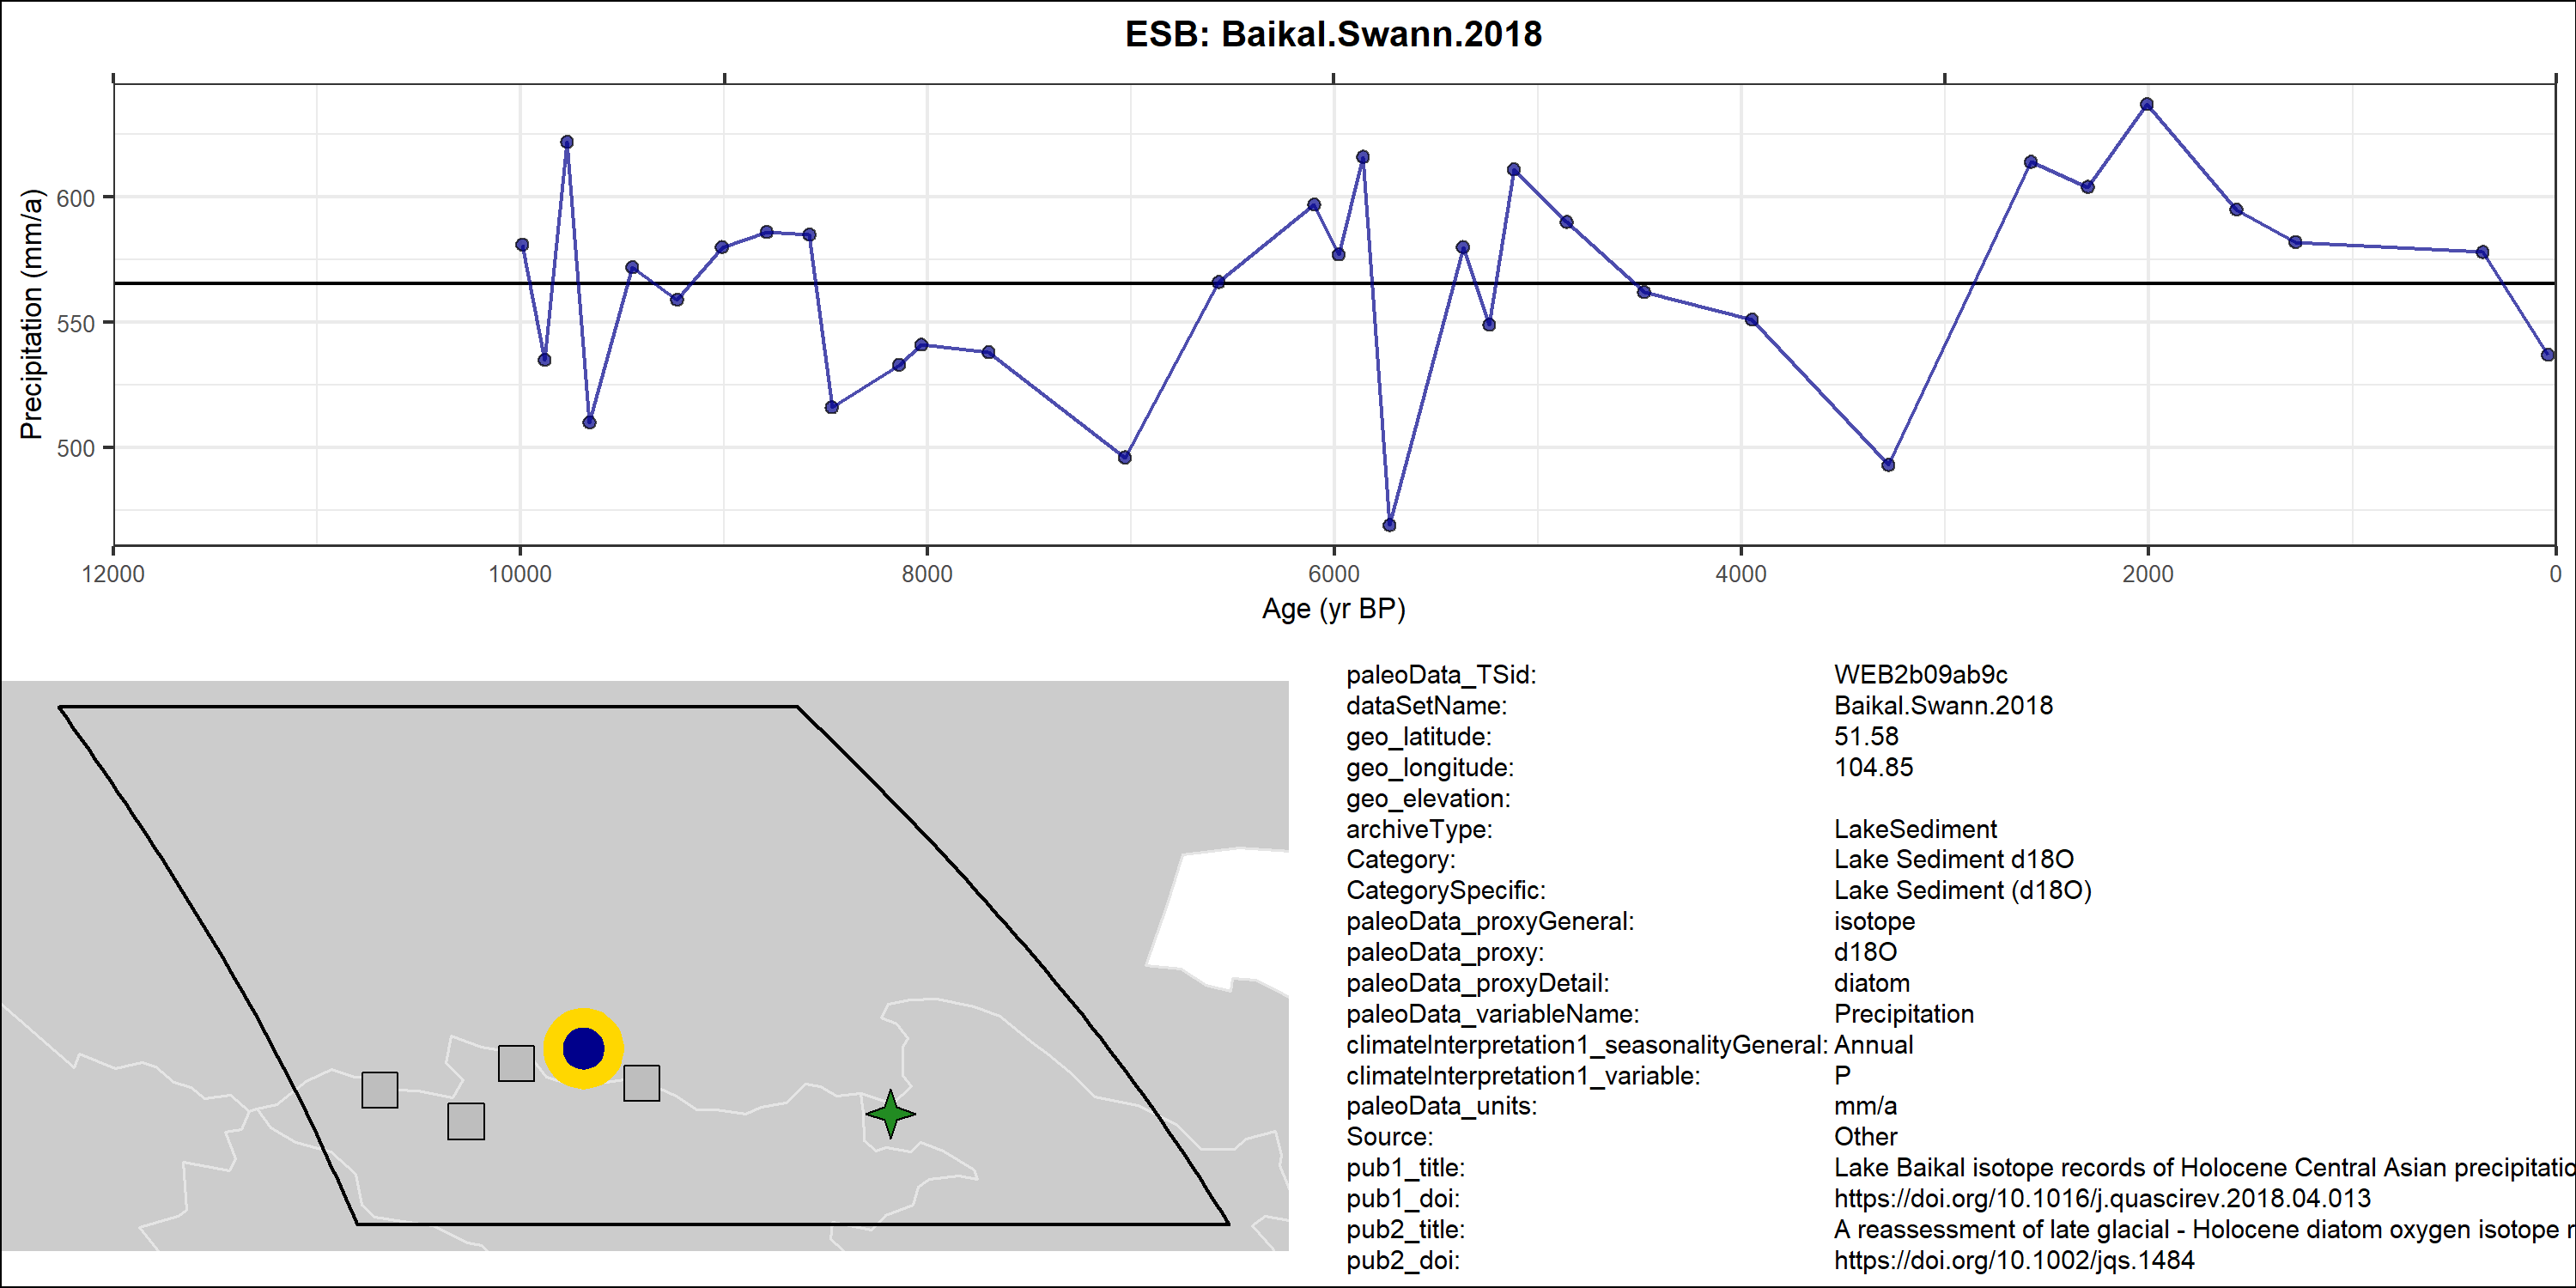 ESB: Baikal.Swann.2018
Precipitation (mm/a)
600
550
500
12000 10000 8000 6000 4000 2000 0
Age (yr BP)
paleoData_TSid: WEB2b09ab9c
dataSetName: Baikal.Swann.2018
geo_latitude: 51.58
geo_longitude: 104.85
geo_elevation:
archiveType: LakeSediment
Category: Lake Sediment d18O
CategorySpecific: Lake Sediment (d18O)
paleoData_proxyGeneral: isotope
paleoData_proxy: d18O
paleoData_proxyDetail: diatom
paleoData_variableName: Precipitation
climateInterpretation1_seasonalityGeneral: Annual
climateInterpretation1_variable: P
paleoData_units: mm/a
Source: Other
pub1_title: Lake Baikal isotope records of Holocene Central Asian precipitatio
pub1_doi: https://doi.org/10.1016/j.quascirev.2018.04.013
pub2_title: A reassessment of late glacial - Holocene diatom oxygen isotope r
pub2_doi: https://doi.org/10.1002/jqs.1484